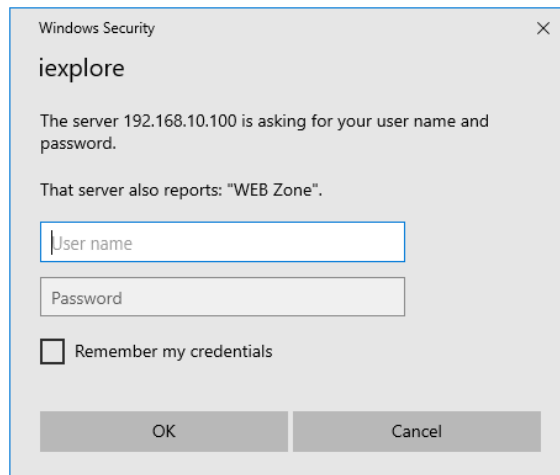 Windows Security
iexplore
The server 192.168.10.100 is asking for your user name and
password.
That server also reports: "WEB Zone".
User name
Password
Remember my credentials
OK
Cancel